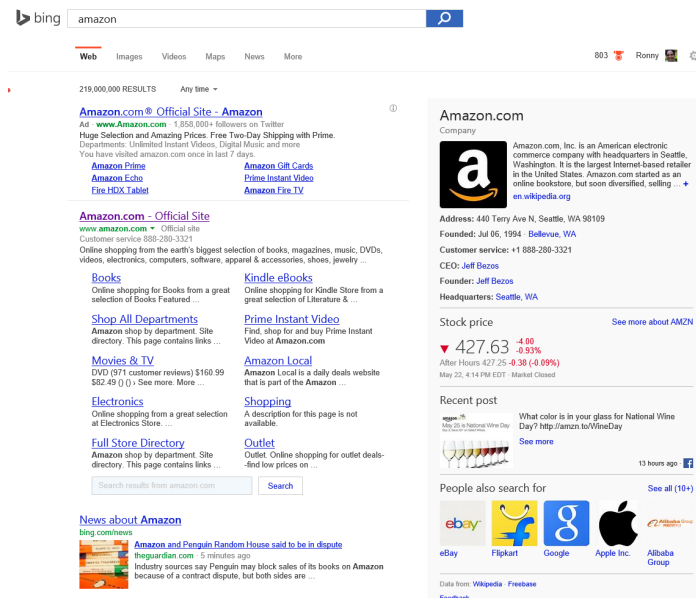 bing
amazon
Web Images Videos Maps News More
803 Ronny
219,000,000 RESULTS Any time
Amazon.com® Official Site - Amazon
Ad · www.Amazon.com · 1,858,000+ followers on Twitter
Huge Selection and Amazing Prices. Free Two-Day Shipping with Prime.
Departments: Unlimited Instant Videos, Digital Music and more
You have visited amazon.com once in last 7 days.
Amazon Prime
Amazon Gift Cards
Amazon Echo
Prime Instant Video
Fire HDX Tablet
Amazon Fire TV
Amazon.com - Official Site
www.amazon.com Official site
Customer service 888-280-3321
Online shopping from the earth's biggest selection of books, magazines, music, DVDs,
videos, electronics, computers, software, apparel & accessories, shoes, jewelry ...
Books
Online shopping for Books from a great
selection of Books Featured ...
Kindle eBooks
Online shopping for Kindle Store from a
great selection of Literature & ...
Shop All Departments
Amazon shop by department. Site
directory. This page contains links ...
Prime Instant Video
Find, shop for and buy Prime Instant
Video at Amazon.com
Movies & TV
DVD (971 customer reviews) $160.99
$82.49 () () › See more. More ...
Amazon Local
Amazon Local is a daily deals website
that is part of the Amazon ...
Electronics
Online shopping from a great selection
at Electronics Store. ...
Shopping
A description for this page is not
available.
Full Store Directory
Amazon shop by department. Site
directory. This page contains links ...
Outlet
Outlet. Online shopping for outlet deals-
-find low prices on ...
Search results from amazon.com
Search
News about Amazon
bing.com/news
Amazon and Penguin Random House said to be in dispute
theguardian.com · 5 minutes ago
Industry sources say Penguin may block sales of its books on Amazon
because of a contract dispute, but both sides are ...
Amazon.com
Company
a
Amazon.com, Inc. is an American electronic
commerce company with headquarters in Seattle,
Washington. It is the largest Internet-based retailer
in the United States. Amazon.com started as an
online bookstore, but soon diversified, selling ... +
en.wikipedia.org
Address: 440 Terry Ave N, Seattle, WA 98109
Founded: Jul 06, 1994 · Bellevue, WA
Customer service: +1 888-280-3321
CEO: Jeff Bezos
Founder: Jeff Bezos
Headquarters: Seattle, WA
Stock price
See more about AMZN
427.63 -4.00
-0.93%
After Hours 427.25 -0.38 (-0.09%)
May 22, 4:14 PM EDT · Market Closed
Recent post
amazon
May 25 is National Wine Day
What color is in your glass for National Wine
Day? http://amzn.to/WineDay
See more
13 hours ago · f
People also search for
See all (10+)
ebay
g
Alibaba Group
eBay
Flipkart
Google
Apple Inc.
Alibaba
Group
Data from: Wikipedia · Freebase
Feedback